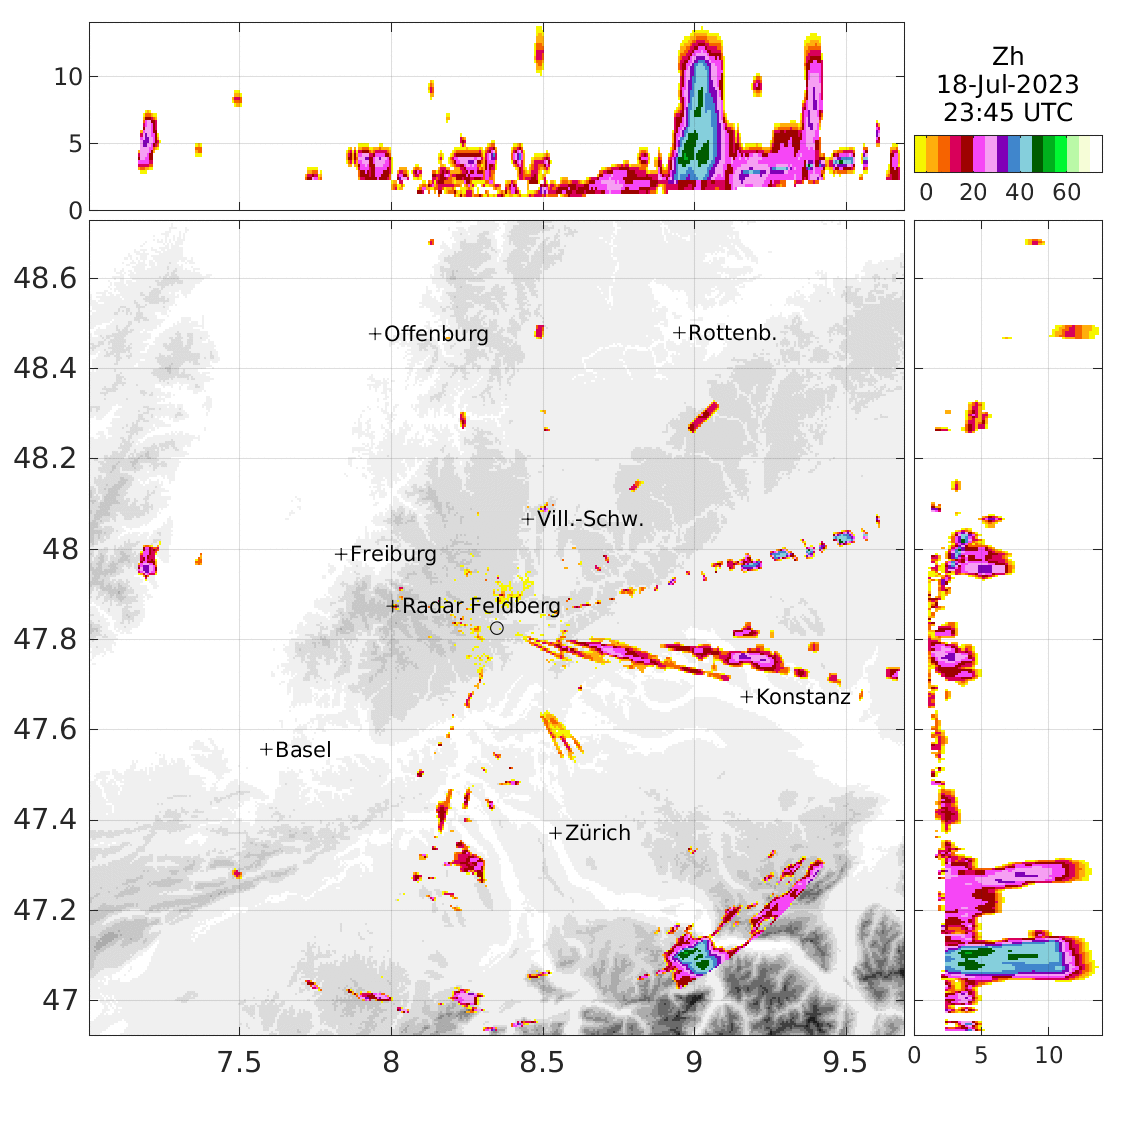 10
5
0
Zh
18-Jul-2023
23:45 UTC
0 20 40 60
48.6
48.4
48.2
48
47.8
47.6
47.4
47.2
47
+Offenburg
+Rottenb.
+Vill.-Schw.
+Freiburg
+Radar Feldberg
+Konstanz
+Basel
+Zürich
7.5 8 8.5 9 9.5
0 5 10